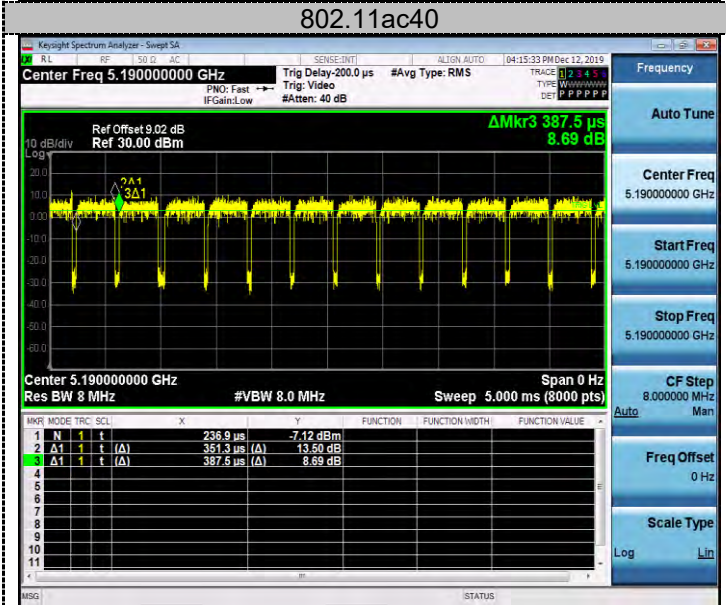 802.11ac40
Keysight Spectrum Analyzer - Swept SA
RL RF 50 Ω AC SENSE:INT ALIGN AUTO 04:15:33 PM Dec 12, 2019
Center Freq 5.190000000 GHz
PNO: Fast
IFGain:Low
Trig Delay-200.0 µs
Trig: Video
#Atten: 40 dB
#Avg Type: RMS
TRACE 1 2 3 4 5 6
TYPE W
DET P P P P P P
Ref Offset 9.02 dB
10 dB/div Ref 30.00 dBm
Log
ΔMkr3 387.5 µs
8.69 dB
20.0
10.0
0.00
-10.0
-20.0
-30.0
-40.0
-50.0
-60.0
2Δ1
3Δ1
Center 5.190000000 GHz Span 0 Hz
Res BW 8 MHz #VBW 8.0 MHz Sweep 5.000 ms (8000 pts)
MKR MODE TRC SCL X Y FUNCTION FUNCTION WIDTH FUNCTION VALUE
1 N 1 t 236.9 µs -7.12 dBm
2 Δ1 1 t (Δ) 351.3 µs (Δ) 13.50 dB
3 Δ1 1 t (Δ) 387.5 µs (Δ) 8.69 dB
4
5
6
7
8
9
10
11
MSG STATUS
Frequency
Auto Tune
Center Freq
5.190000000 GHz
Start Freq
5.190000000 GHz
Stop Freq
5.190000000 GHz
CF Step
8.000000 MHz
Auto Man
Freq Offset
0 Hz
Scale Type
Log Lin